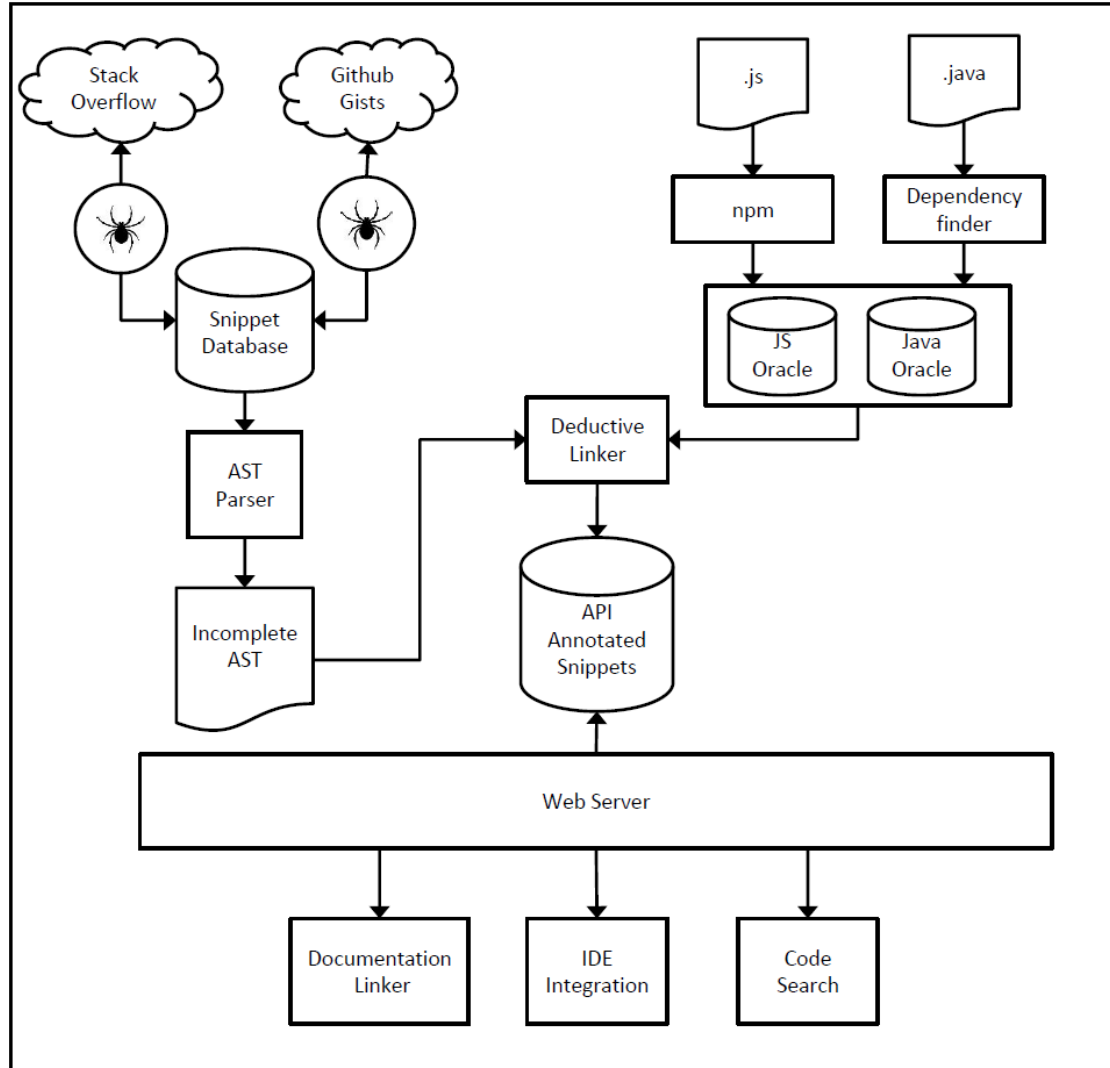 Stack
Overflow
Github
Gists
.js
.java
npm
Dependency
finder
Snippet
Database
JS
Oracle
Java
Oracle
Deductive
Linker
AST
Parser
API
Annotated
Snippets
Incomplete
AST
Web Server
Documentation
Linker
IDE
Integration
Code
Search